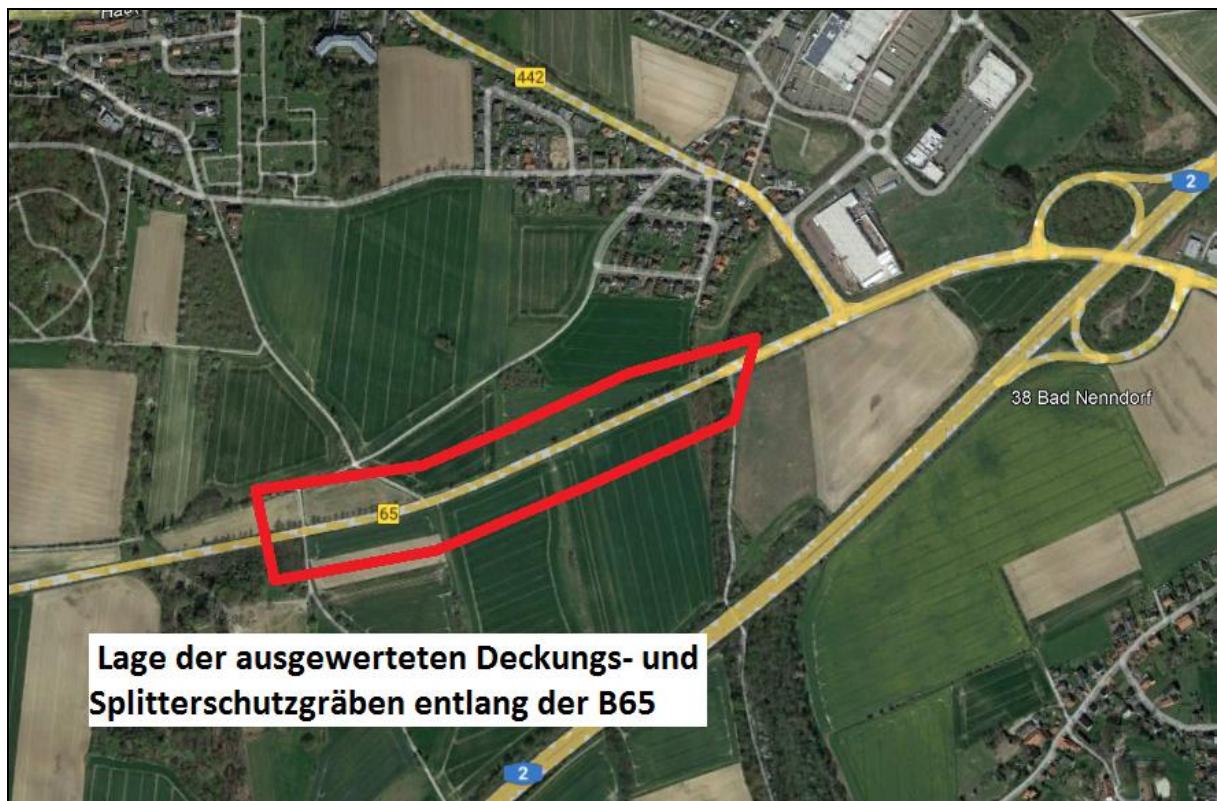 442
2
38 Bad Nenndorf
65
Lage der ausgewerteten Deckungs- und
Splitterschutzgräben entlang der B65
2